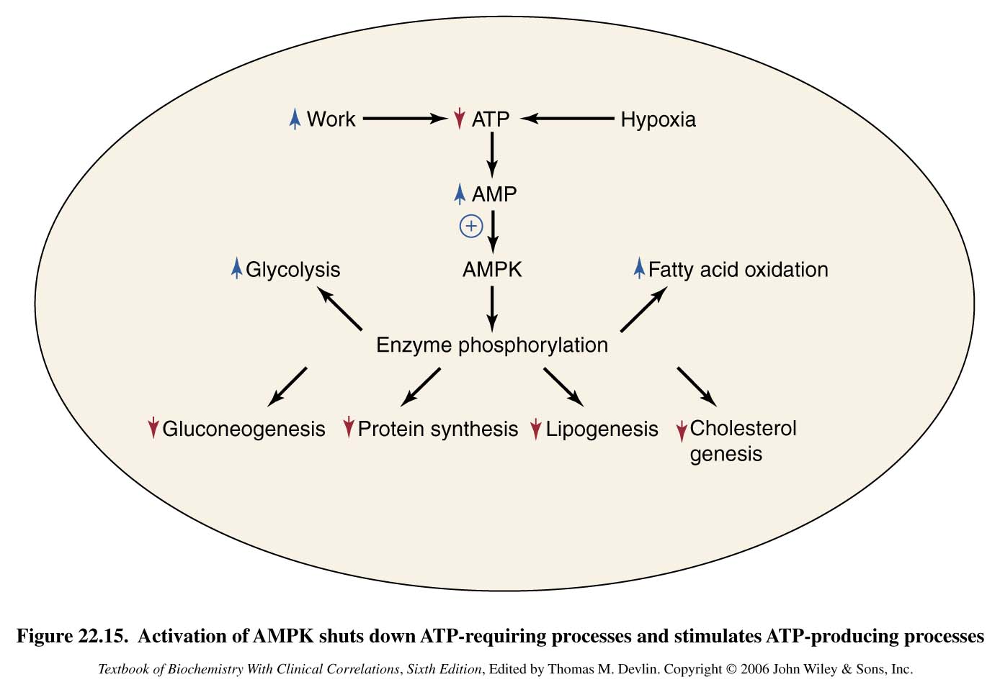 Work ATP Hypoxia
AMP
+
Glycolysis AMPK Fatty acid oxidation
Enzyme phosphorylation
Gluconeogenesis Protein synthesis Lipogenesis Cholesterol
genesis
Figure 22.15. Activation of AMPK shuts down ATP-requiring processes and stimulates ATP-producing processes
Textbook of Biochemistry With Clinical Correlations, Sixth Edition, Edited by Thomas M. Devlin. Copyright © 2006 John Wiley & Sons, Inc.